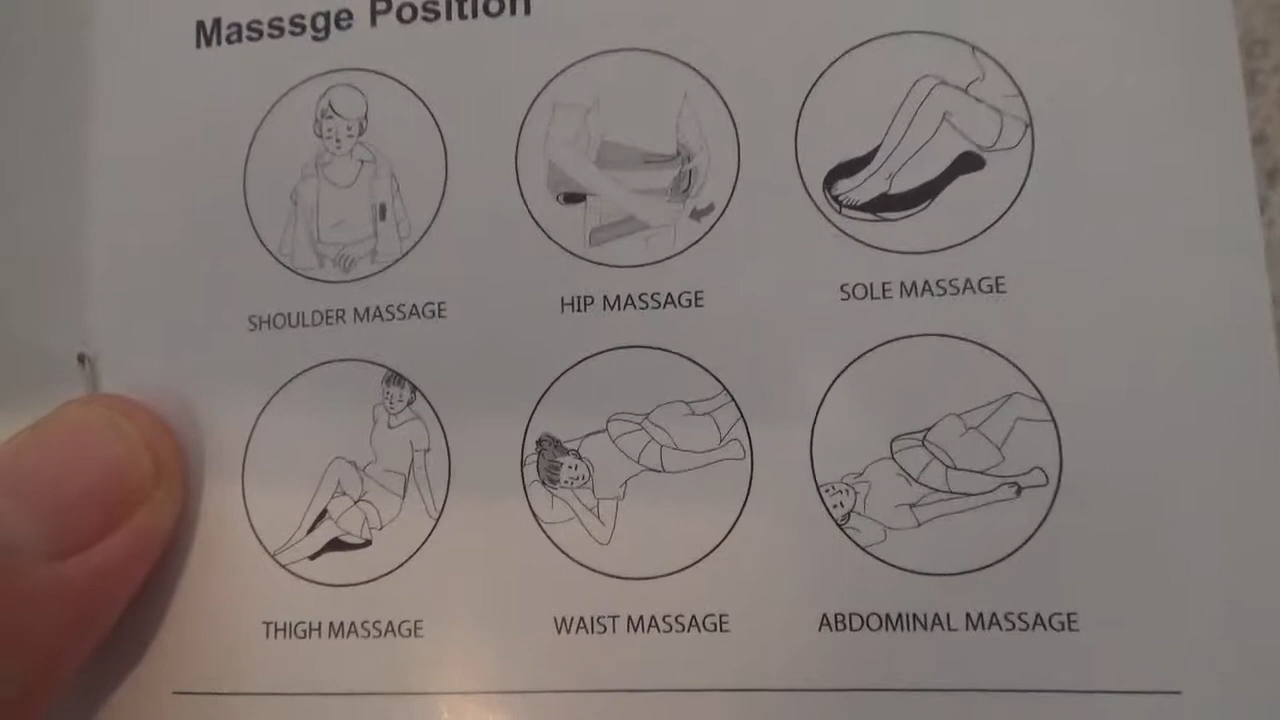 Masssge Position
SHOULDER MASSAGE
HIP MASSAGE
SOLE MASSAGE
THIGH MASSAGE
WAIST MASSAGE
ABDOMINAL MASSAGE